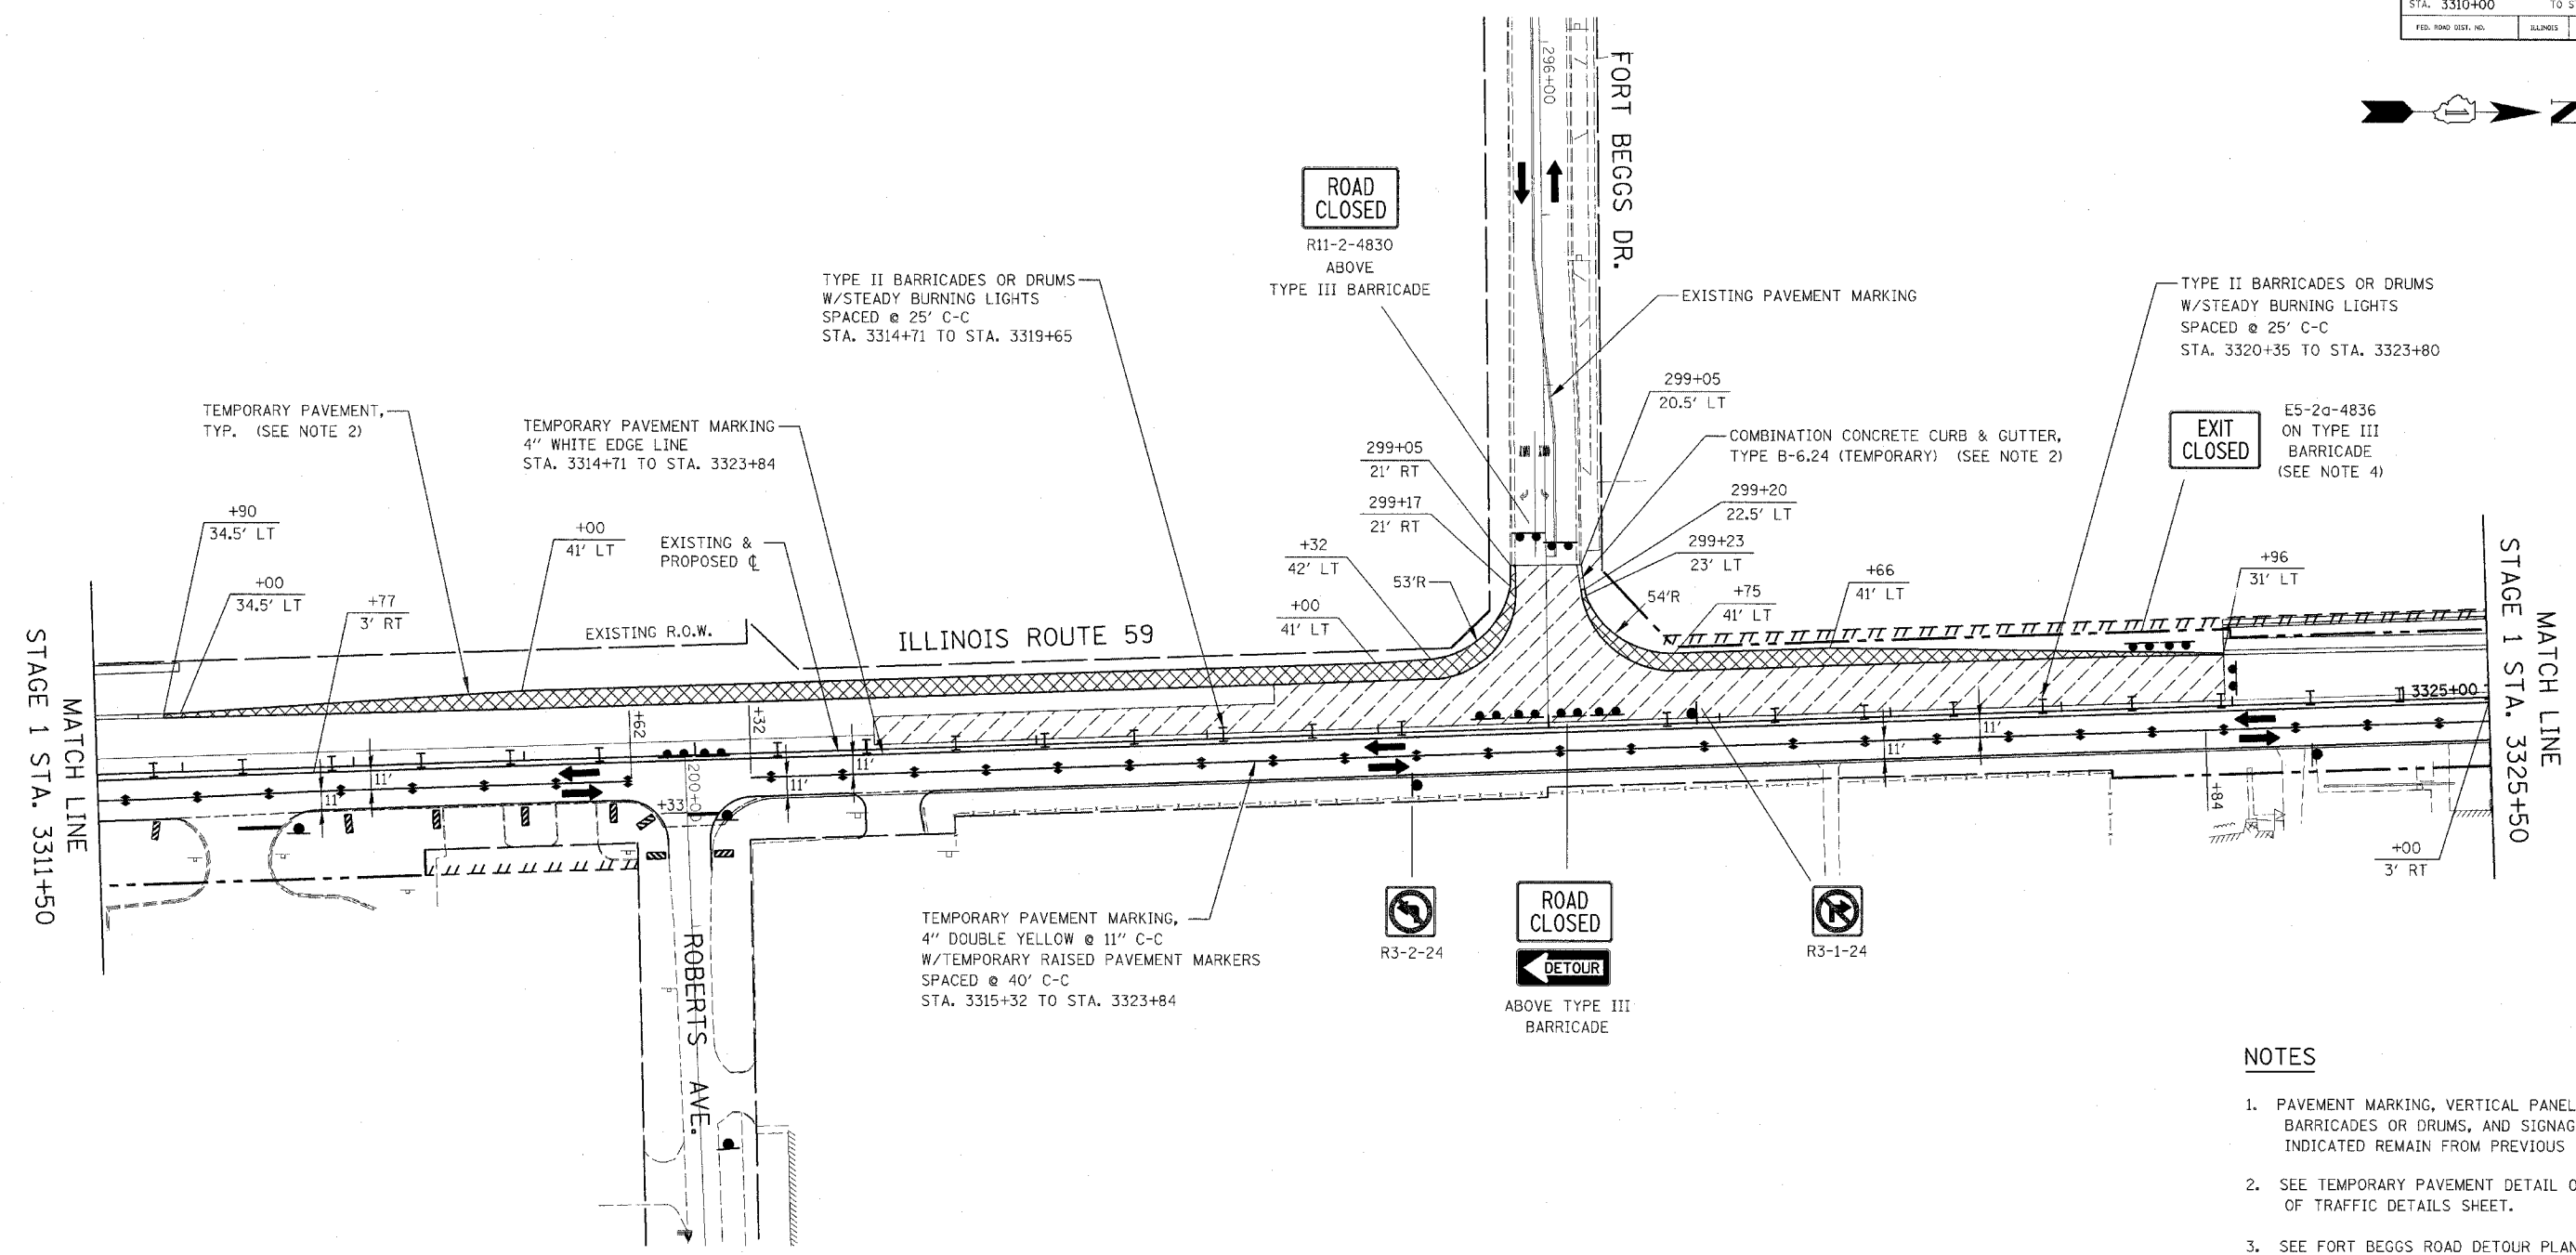 STA. 3310+00 TO S
FED. ROAD DIST. NO. ILLINOIS
FORT BEGGS DR.
296+00
ROAD
CLOSED
R11-2-4830
ABOVE
TYPE III BARRICADE
TYPE II BARRICADES OR DRUMS
W/STEADY BURNING LIGHTS
SPACED @ 25' C-C
STA. 3314+71 TO STA. 3319+65
EXISTING PAVEMENT MARKING
TYPE II BARRICADES OR DRUMS
W/STEADY BURNING LIGHTS
SPACED @ 25' C-C
STA. 3320+35 TO STA. 3323+80
TEMPORARY PAVEMENT,
TYP. (SEE NOTE 2)
TEMPORARY PAVEMENT MARKING
4" WHITE EDGE LINE
STA. 3314+71 TO STA. 3323+84
299+05
20.5' LT
COMBINATION CONCRETE CURB & GUTTER,
TYPE B-6.24 (TEMPORARY) (SEE NOTE 2)
EXIT
CLOSED
E5-2a-4836
ON TYPE III
BARRICADE
(SEE NOTE 4)
299+05
21' RT
299+17
21' RT
299+20
22.5' LT
299+23
23' LT
+90
34.5' LT
+00
34.5' LT
+77
3' RT
+00
41' LT
EXISTING &
PROPOSED ℄
+32
42' LT
53'R
+00
41' LT
54'R
+75
41' LT
+66
41' LT
+96
31' LT
EXISTING R.O.W.
ILLINOIS ROUTE 59
MATCH LINE
STAGE 1 STA. 3311+50
MATCH LINE
STAGE 1 STA. 3325+50
3325+00
+62
+32
11'
11'
11'
11'
11'
11'
+33
200+00
+84
+00
3' RT
ROBERTS AVE.
TEMPORARY PAVEMENT MARKING,
4" DOUBLE YELLOW @ 11" C-C
W/TEMPORARY RAISED PAVEMENT MARKERS
SPACED @ 40' C-C
STA. 3315+32 TO STA. 3323+84
R3-2-24
ROAD
CLOSED
DETOUR
ABOVE TYPE III
BARRICADE
R3-1-24
NOTES
1. PAVEMENT MARKING, VERTICAL PANEL
BARRICADES OR DRUMS, AND SIGNAG
INDICATED REMAIN FROM PREVIOUS
2. SEE TEMPORARY PAVEMENT DETAIL O
OF TRAFFIC DETAILS SHEET.
3. SEE FORT BEGGS ROAD DETOUR PLAN